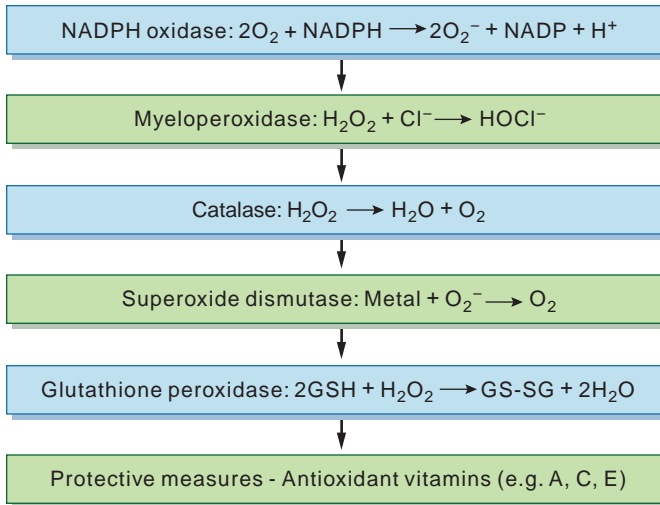 NADPH oxidase: 2O₂ + NADPH ⟶ 2O₂⁻ + NADP + H⁺
Myeloperoxidase: H₂O₂ + Cl⁻ ⟶ HOCl⁻
Catalase: H₂O₂ ⟶ H₂O + O₂
Superoxide dismutase: Metal + O₂⁻ ⟶ O₂
Glutathione peroxidase: 2GSH + H₂O₂ ⟶ GS-SG + 2H₂O
Protective measures - Antioxidant vitamins (e.g. A, C, E)